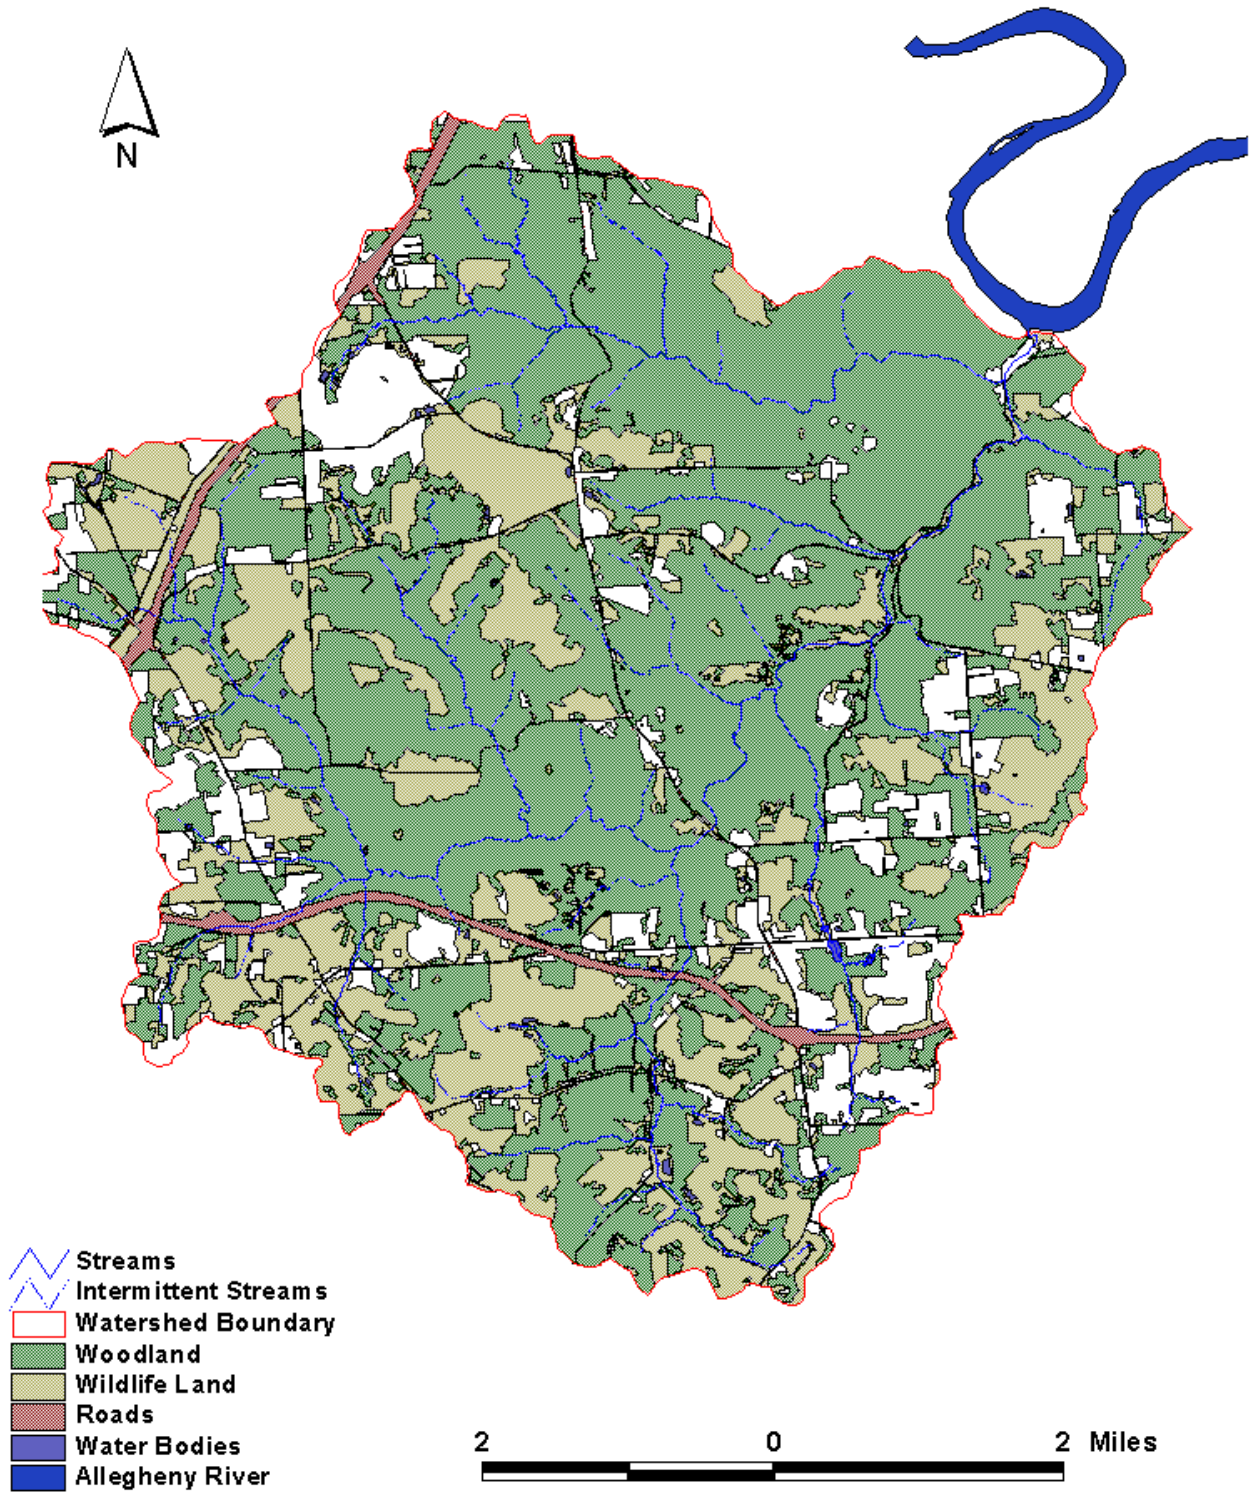 N
Streams
Intermittent Streams
Watershed Boundary
Woodland
Wildlife Land
Roads
Water Bodies
Allegheny River
2 0 2 Miles